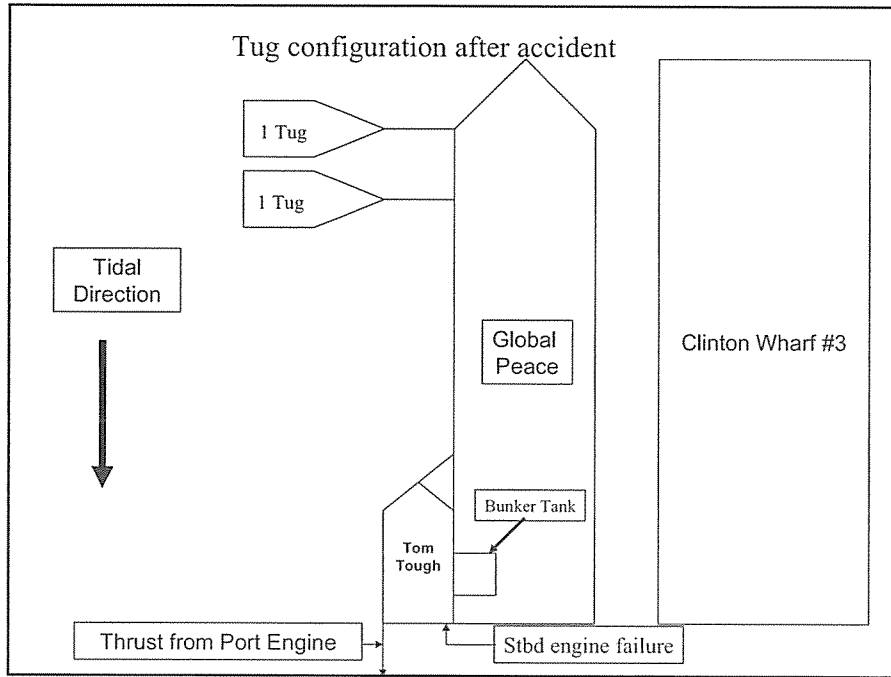 Tug configuration after accident
1 Tug
1 Tug
Tidal
Direction
Global
Peace
Clinton Wharf #3
Bunker Tank
Tom
Tough
Thrust from Port Engine
Stbd engine failure